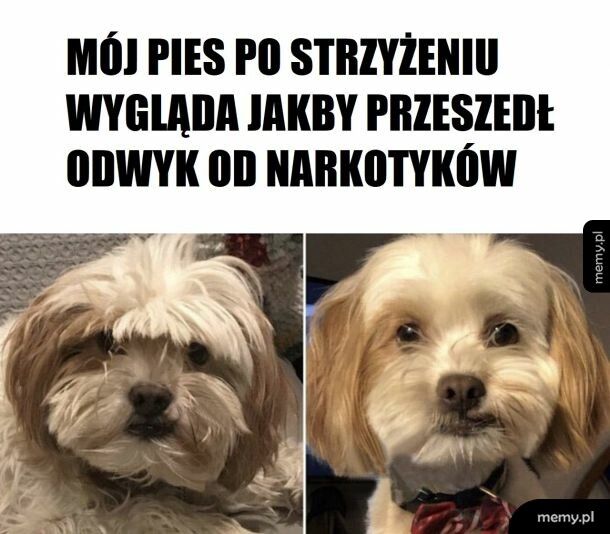 MÓJ PIES PO STRZYŻENIU
WYGLĄDA JAKBY PRZESZEDŁ
ODWYK OD NARKOTYKÓW
memy.pl
memy.pl